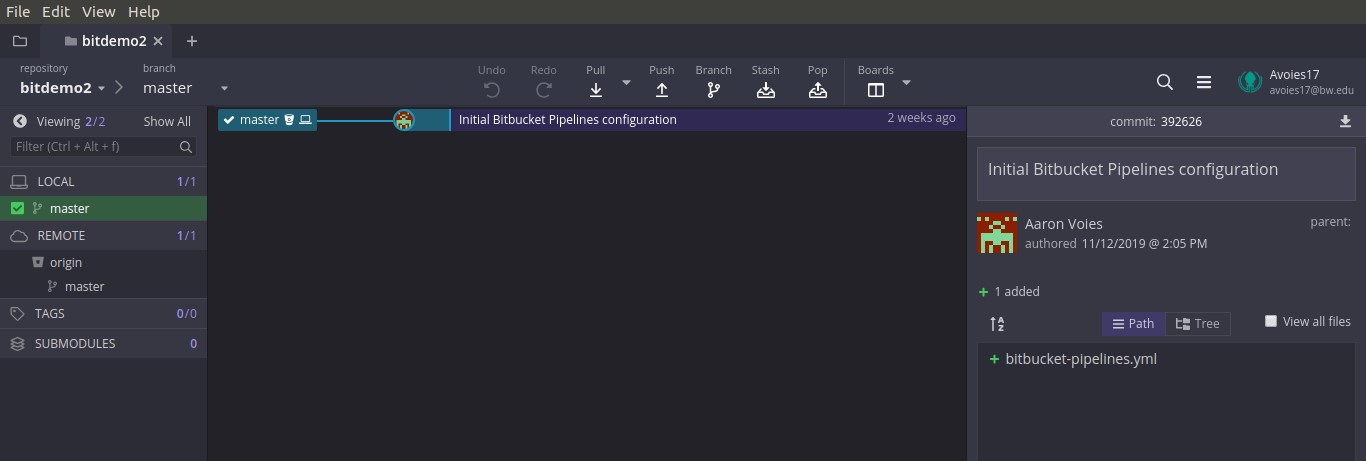 File Edit View Help
bitdemo2
repository
bitdemo2
branch
master
Undo Redo Pull Push Branch Stash Pop Boards
Avoies17
avoies17@bw.edu
Viewing 2/2 Show All
Filter (Ctrl + Alt + f)
LOCAL 1/1
master
REMOTE 1/1
origin
master
TAGS 0/0
SUBMODULES 0
master Initial Bitbucket Pipelines configuration 2 weeks ago
commit: 392626
Initial Bitbucket Pipelines configuration
Aaron Voies
authored 11/12/2019 @ 2:05 PM
parent:
+ 1 added
A Z Path Tree View all files
+ bitbucket-pipelines.yml